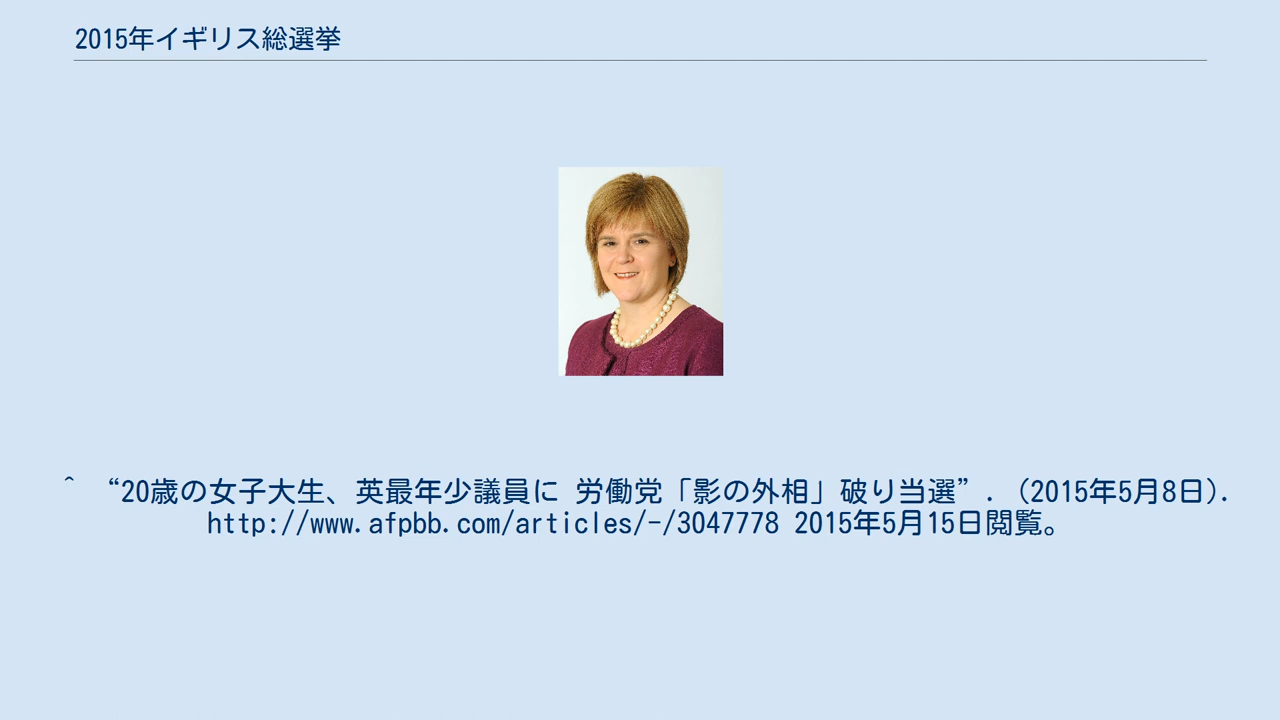 2015年イギリス総選挙
^ “20歳の女子大生、英最年少議員に 労働党「影の外相」破り当選”. (2015年5月8日).
http://www.afpbb.com/articles/-/3047778 2015年5月15日閲覧。